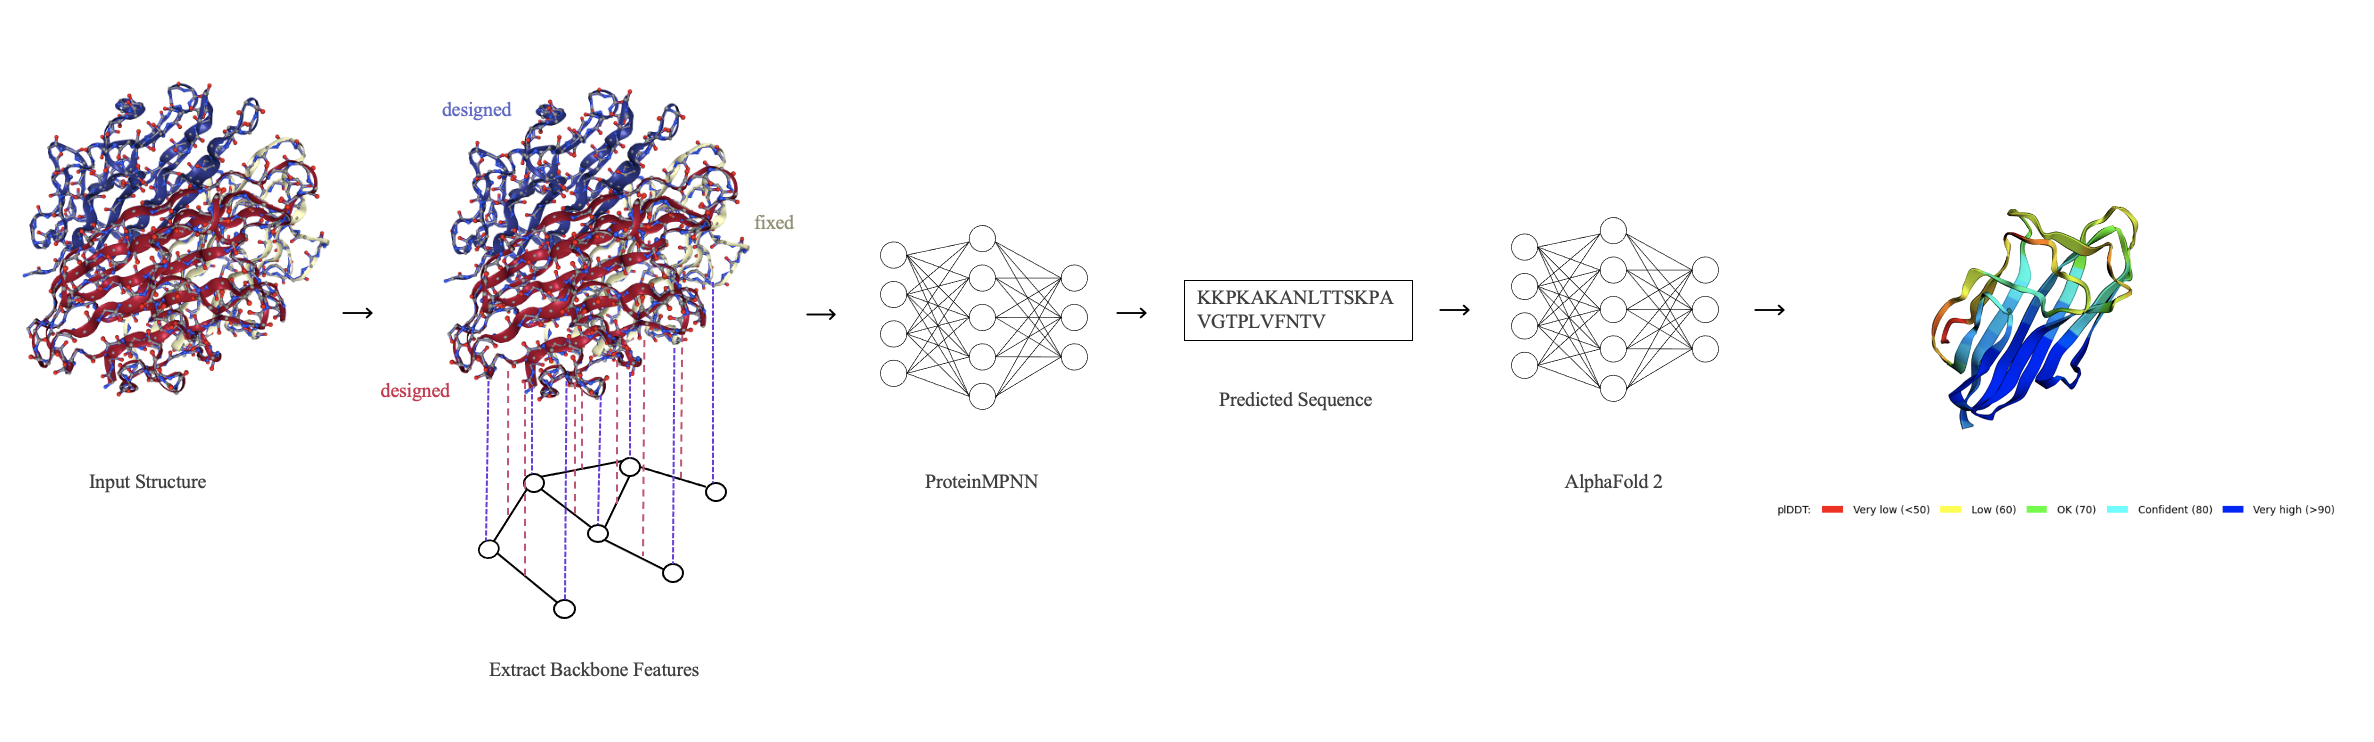 designed
fixed
designed
Input Structure
Extract Backbone Features
ProteinMPNN
KKPKAKANLTTSKPA
VGTPLVFNTV
Predicted Sequence
AlphaFold 2
plDDT: Very low (<50) Low (60) OK (70) Confident (80) Very high (>90)